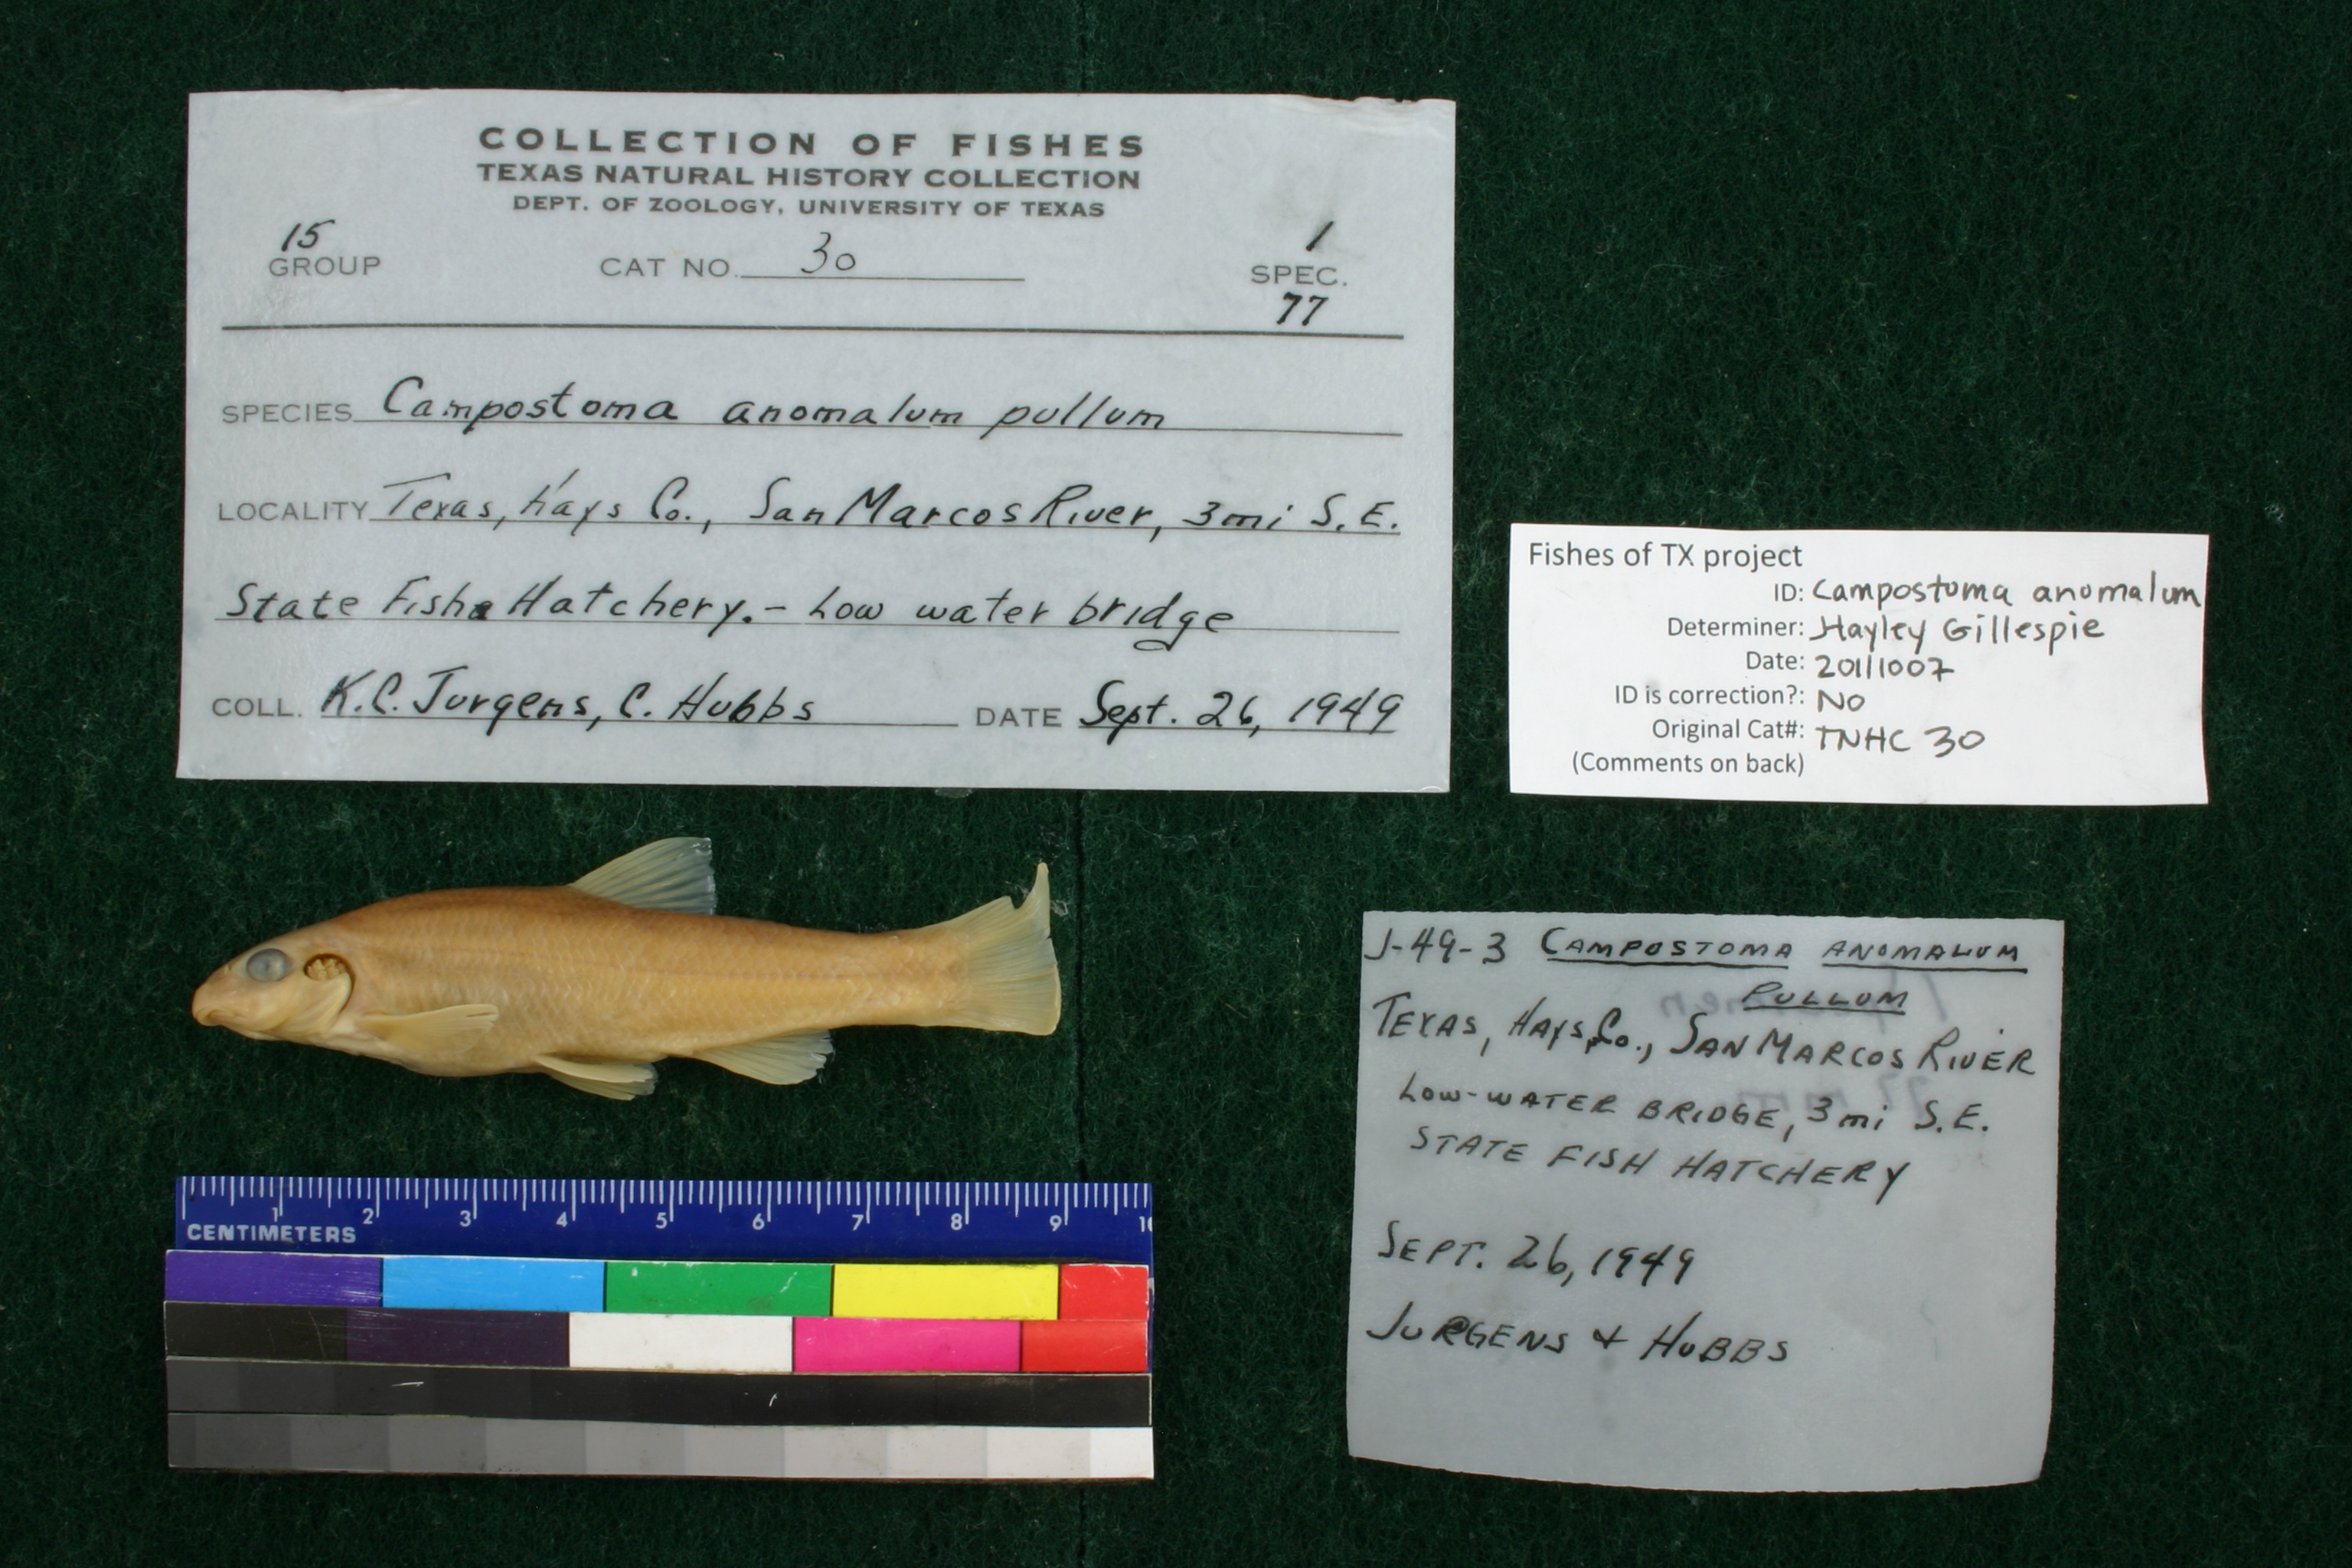 COLLECTION OF FISHES
TEXAS NATURAL HISTORY COLLECTION
DEPT. OF ZOOLOGY, UNIVERSITY OF TEXAS
15
GROUP
CAT NO. 30
1
SPEC.
77
SPECIES Campostoma anomalum pullum
LOCALITY Texas, Hays Co., San Marcos River, 3mi S.E.
State Fish Hatchery. - Low water bridge
COLL. K.C. Jurgens, C. Hubbs DATE Sept. 26, 1949
Fishes of TX project
ID: Campostoma anomalum
Determiner: Hayley Gillespie
Date: 20111007
ID is correction?: No
Original Cat#: TNHC 30
(Comments on back)
J-49-3 CAMPOSTOMA ANOMALUM
PULLUM
TEXAS, HAYS, Co., SAN MARCOS RIVER
LOW-WATER BRIDGE, 3mi S.E.
STATE FISH HATCHERY
SEPT. 26, 1949
JURGENS & HUBBS
1 2 3 4 5 6 7 8 9 10
CENTIMETERS